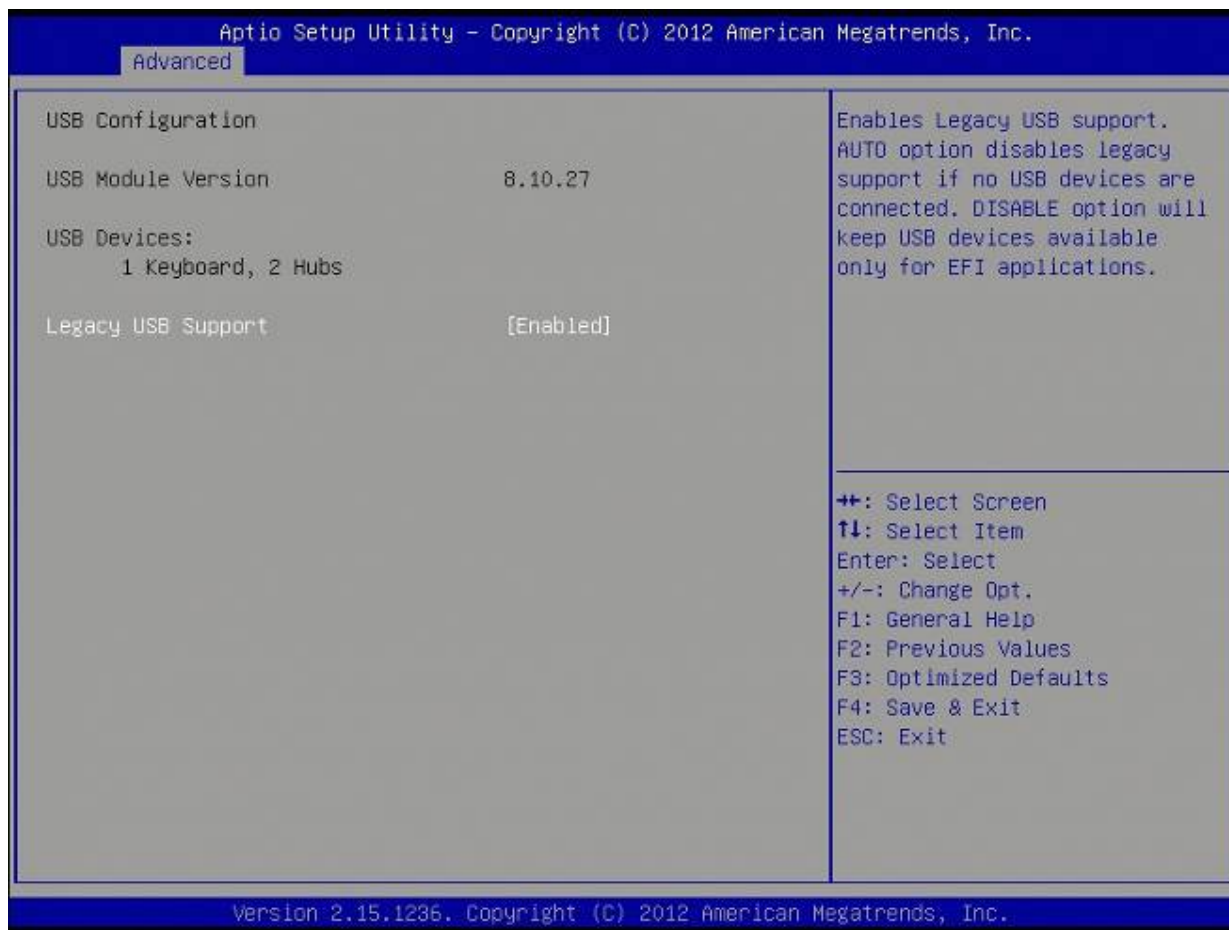 Aptio Setup Utility – Copyright (C) 2012 American Megatrends, Inc.
Advanced
USB Configuration
USB Module Version 8.10.27
USB Devices:
1 Keyboard, 2 Hubs
Legacy USB Support [Enabled]
Enables Legacy USB support.
AUTO option disables legacy
support if no USB devices are
connected. DISABLE option will
keep USB devices available
only for EFI applications.
→←: Select Screen
↑↓: Select Item
Enter: Select
+/-: Change Opt.
F1: General Help
F2: Previous Values
F3: Optimized Defaults
F4: Save & Exit
ESC: Exit
Version 2.15.1236. Copyright (C) 2012 American Megatrends, Inc.